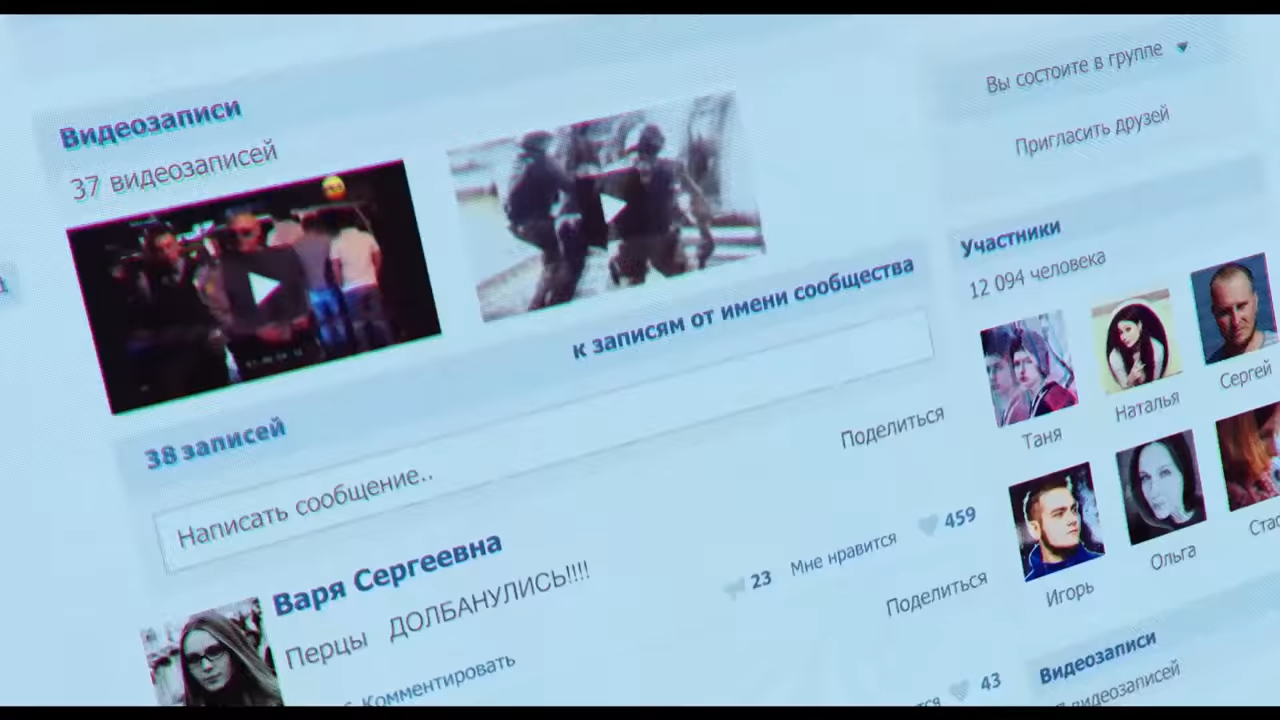 Видеозаписи
37 видеозаписей
к записям от имени сообщества
38 записей
Написать сообщение..
Поделиться
Варя Сергеевна
Перцы ДОЛБАНУЛИСЬ!!!!
23 Мне нравится 459
Поделиться
Комментировать
43
Вы состоите в группе
Пригласить друзей
Участники
12 094 человека
Таня
Наталья
Сергей
Игорь
Ольга
Видеозаписи
видеозаписей